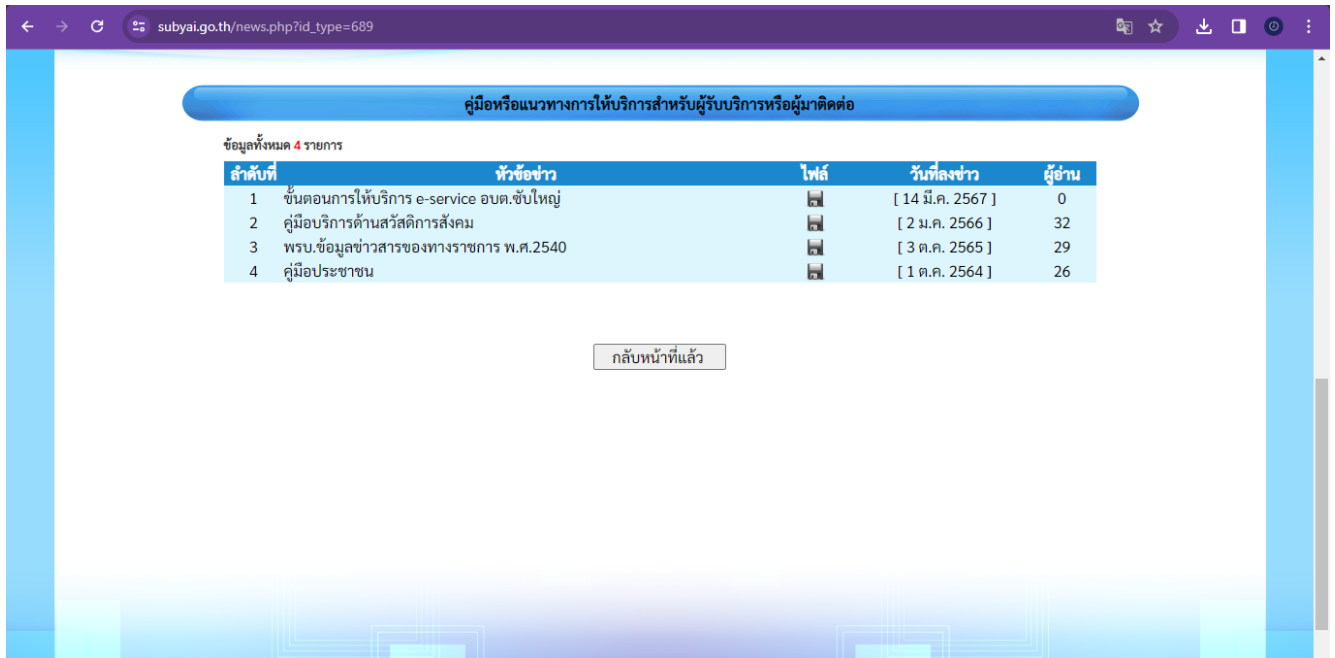 subyai.go.th/news.php?id_type=689
คู่มือหรือแนวทางการให้บริการสำหรับผู้รับบริการหรือผู้มาติดต่อ
ข้อมูลทั้งหมด 4 รายการ
ลำดับที่ หัวข้อข่าว ไฟล์ วันที่ลงข่าว ผู้อ่าน
1 ขั้นตอนการให้บริการ e-service อบต.ซับใหญ่ [ 14 มี.ค. 2567 ] 0
2 คู่มือบริการด้านสวัสดิการสังคม [ 2 ม.ค. 2566 ] 32
3 พรบ.ข้อมูลข่าวสารของทางราชการ พ.ศ.2540 [ 3 ต.ค. 2565 ] 29
4 คู่มือประชาชน [ 1 ต.ค. 2564 ] 26
กลับหน้าที่แล้ว